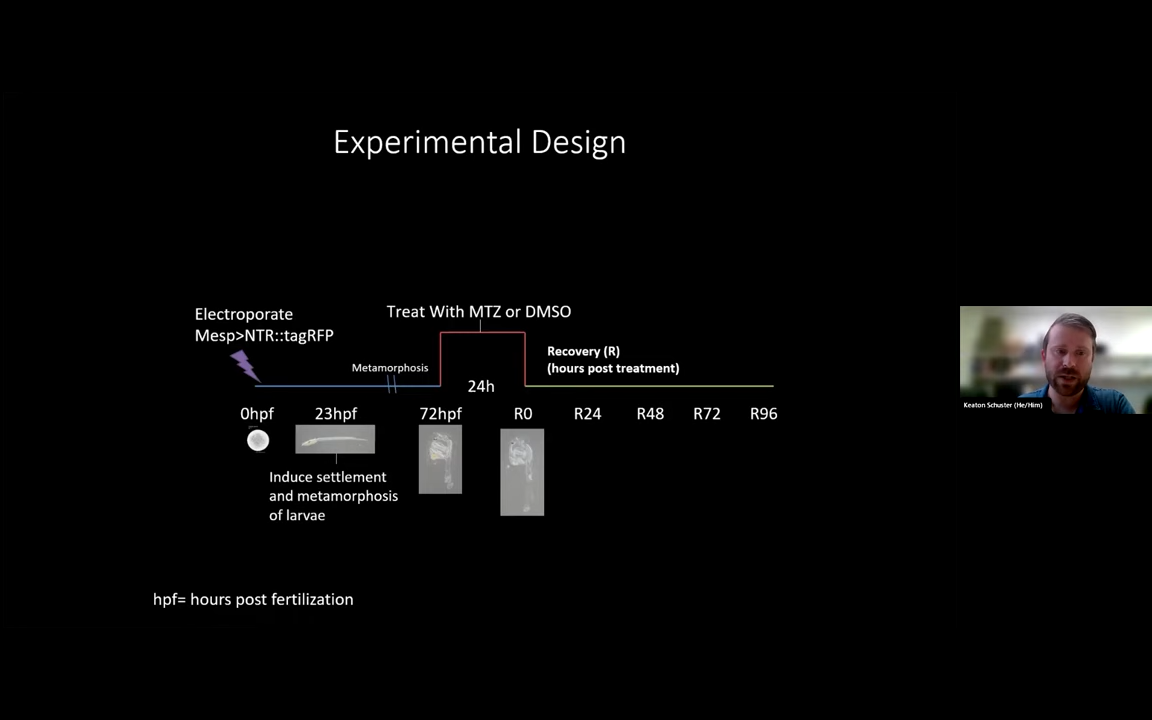 Experimental Design
Electroporate
Mesp>NTR::tagRFP
Treat With MTZ or DMSO
Metamorphosis
24h
Recovery (R)
(hours post treatment)
0hpf
23hpf
72hpf
R0
R24
R48
R72
R96
Induce settlement
and metamorphosis
of larvae
hpf= hours post fertilization
Keaton Schuster (He/Him)